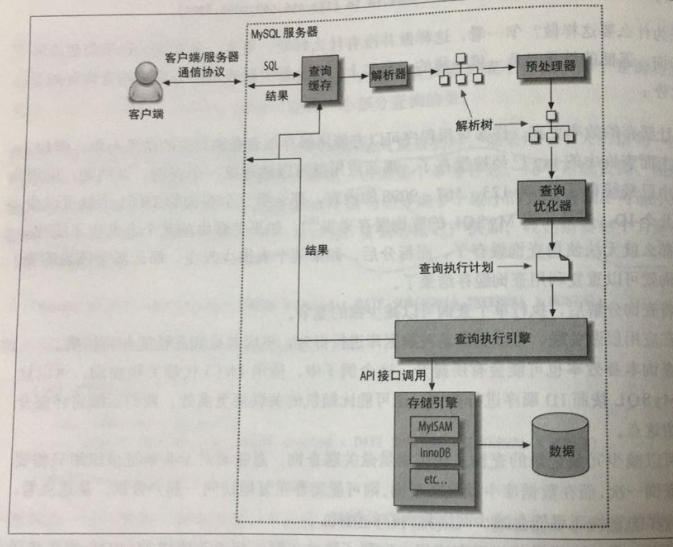 MySQL 服务器
客户端/服务器
通信协议
SQL
结果
客户端
查询
缓存
解析器
预处理器
解析树
查询
优化器
结果
查询执行计划
查询执行引擎
API 接口调用
存储引擎
MyISAM
InnoDB
etc...
数据